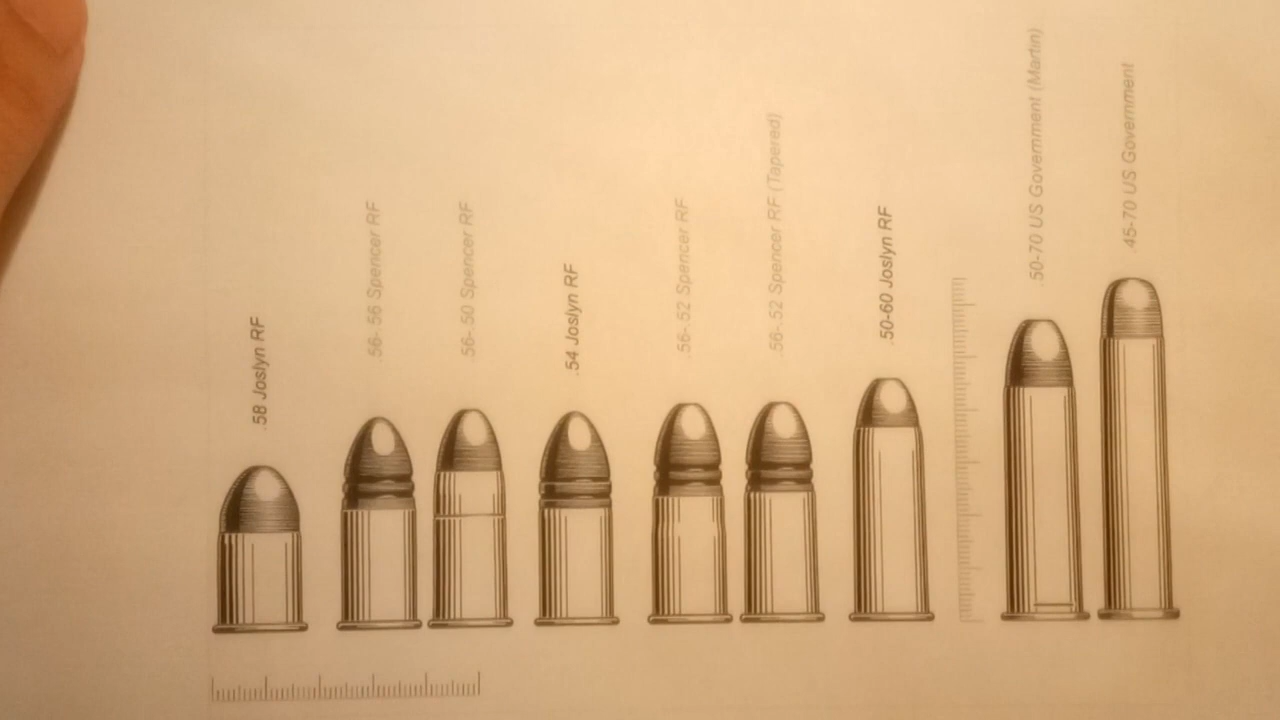 .58 Joslyn RF
.56-.56 Spencer RF
.56-.50 Spencer RF
.54 Joslyn RF
.56-.52 Spencer RF
.56-.52 Spencer RF (Tapered)
.50-60 Joslyn RF
.50-70 US Government (Martin)
.45-70 US Government